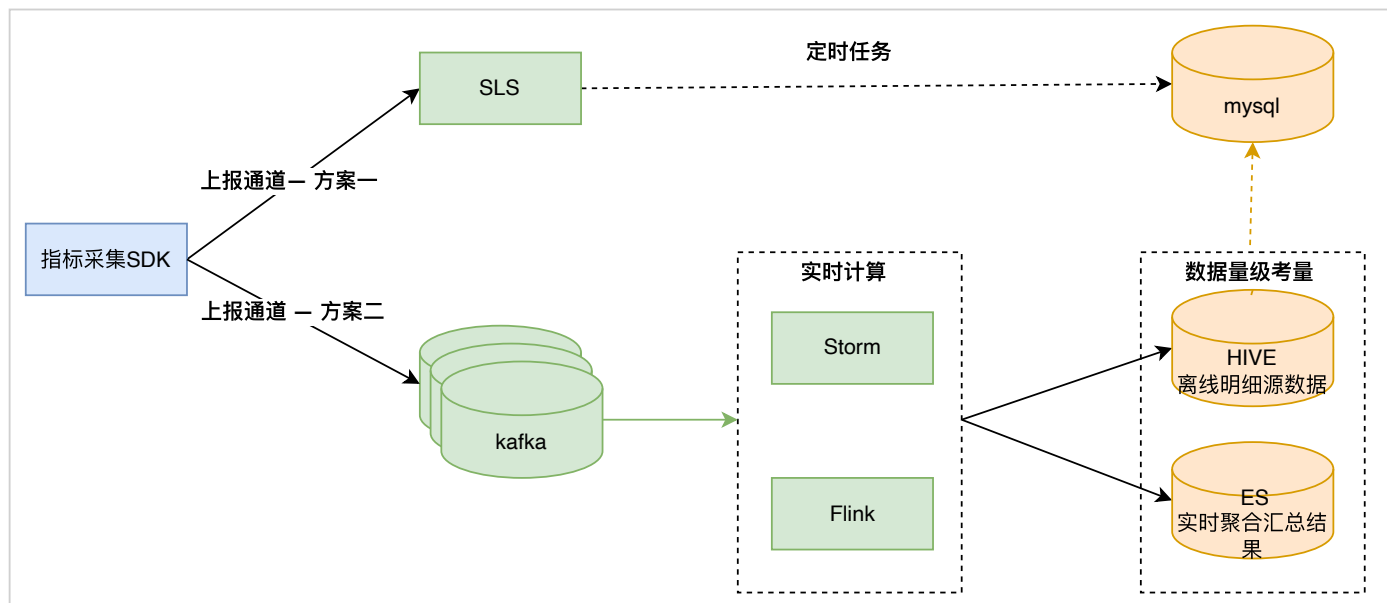 定时任务
SLS
mysql
上报通道— 方案一
指标采集SDK
上报通道 — 方案二
kafka
实时计算
Storm
Flink
数据量级考量
HIVE
离线明细源数据
ES
实时聚合汇总结
果